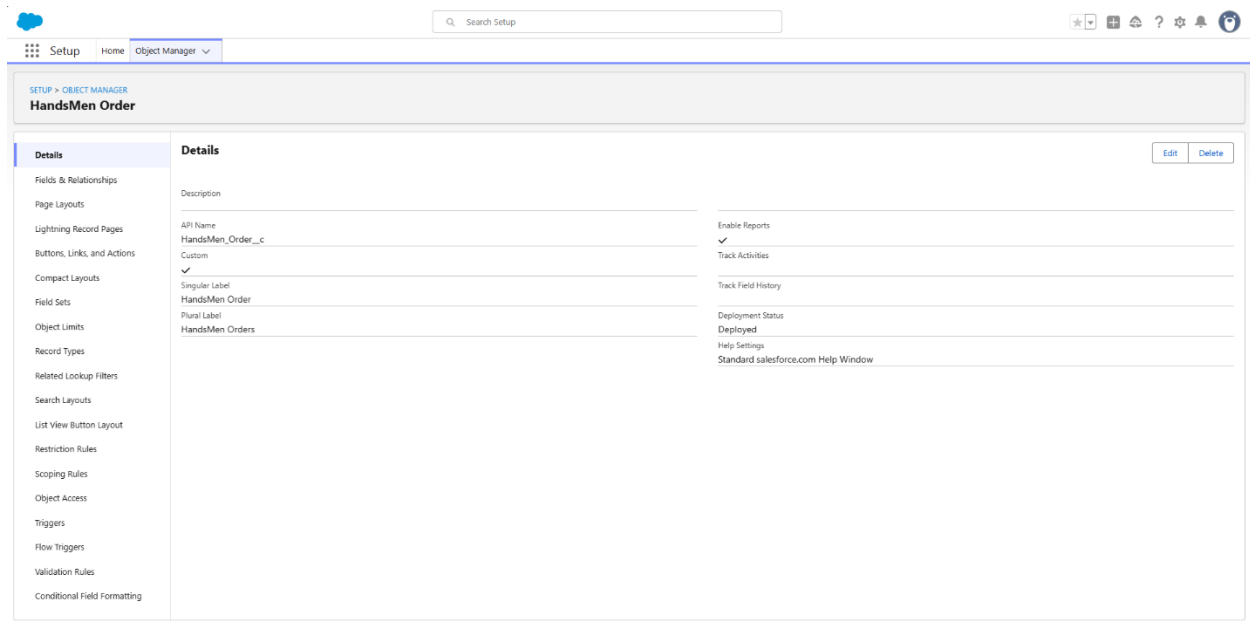 Search Setup
Setup
Home
Object Manager
SETUP > OBJECT MANAGER
HandsMen Order
Details
Fields & Relationships
Page Layouts
Lightning Record Pages
Buttons, Links, and Actions
Compact Layouts
Field Sets
Object Limits
Record Types
Related Lookup Filters
Search Layouts
List View Button Layout
Restriction Rules
Scoping Rules
Object Access
Triggers
Flow Triggers
Validation Rules
Conditional Field Formatting
Details
Edit
Delete
Description
API Name
HandsMen_Order__c
Custom
Singular Label
HandsMen Order
Plural Label
HandsMen Orders
Enable Reports
Track Activities
Track Field History
Deployment Status
Deployed
Help Settings
Standard salesforce.com Help Window